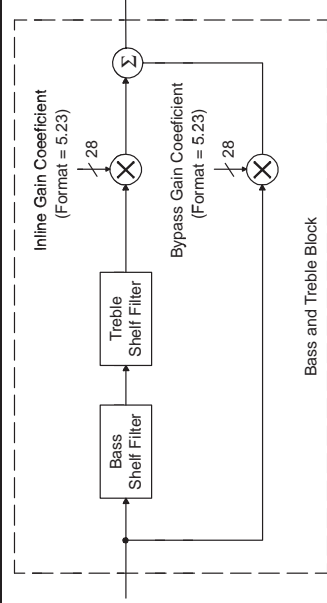 Bass
Shelf Filter
Treble
Shelf Filter
Inline Gain Coeeficient
(Format = 5.23)
28
Σ
Bypass Gain Coeeficient
(Format = 5.23)
28
Bass and Treble Block